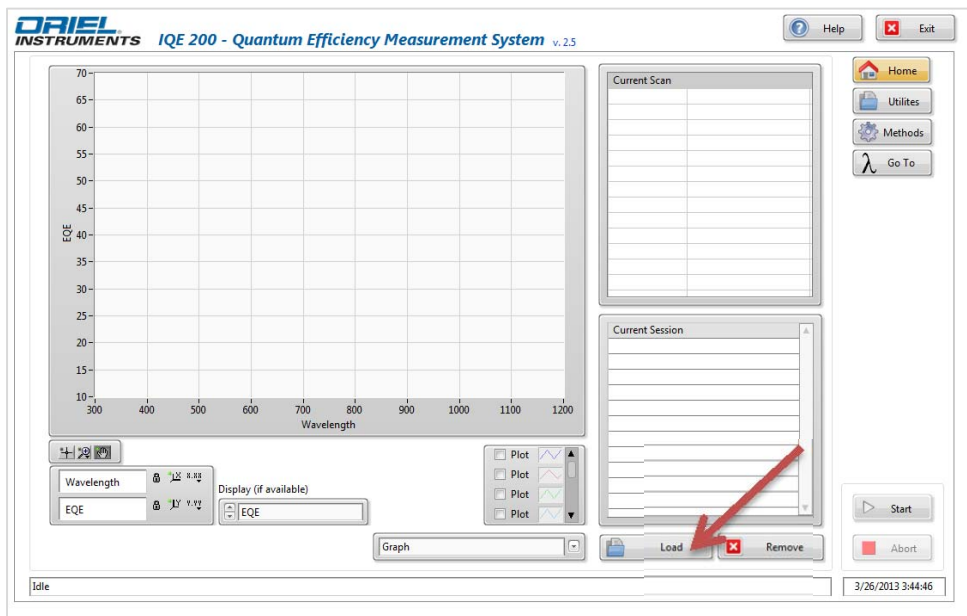 ORIEL
INSTRUMENTS
IQE 200 - Quantum Efficiency Measurement System v. 2.5
Help
Exit
Home
Utilites
Methods
λ Go To
70
65
60
55
50
45
40
35
30
25
20
15
10
EQE
300 400 500 600 700 800 900 1000 1100 1200
Wavelength
Current Scan
Current Session
Wavelength
EQE
X x.xx
Y Y.YY
Display (if available)
EQE
Plot
Plot
Plot
Plot
Graph
Load
Remove
Start
Abort
Idle
3/26/2013 3:44:46